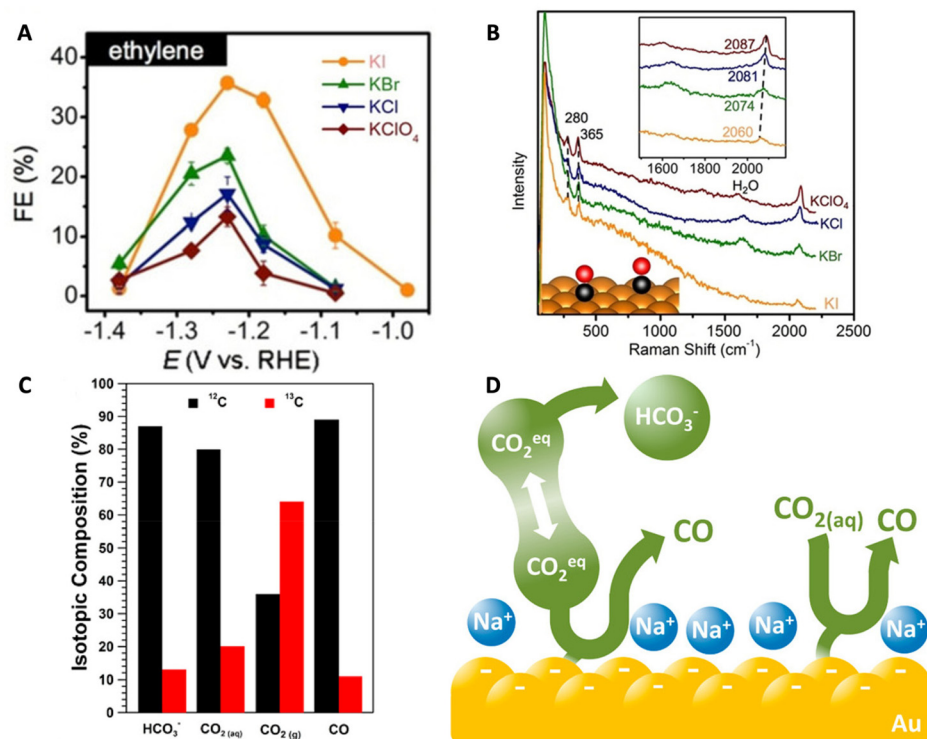 A
ethylene
KI
KBr
KCl
KClO4
FE (%)
40
30
20
10
0
-1.4
-1.3
-1.2
-1.1
-1.0
E (V vs. RHE)
B
2087
2081
2074
2060
1600 1800 2000
H2O
280
365
Intensity
KClO4
KCl
KBr
KI
500 1000 1500 2000 2500
Raman Shift (cm-1)
C
12C 13C
Isotopic Composition (%)
100
90
80
70
60
50
40
30
20
10
0
HCO3- CO2 (aq) CO2 (g) CO
D
CO2eq
HCO3-
CO2eq
CO
CO2(aq) CO
Na+ Na+ Na+ Na+ Na+
- - - - - - - - -
Au